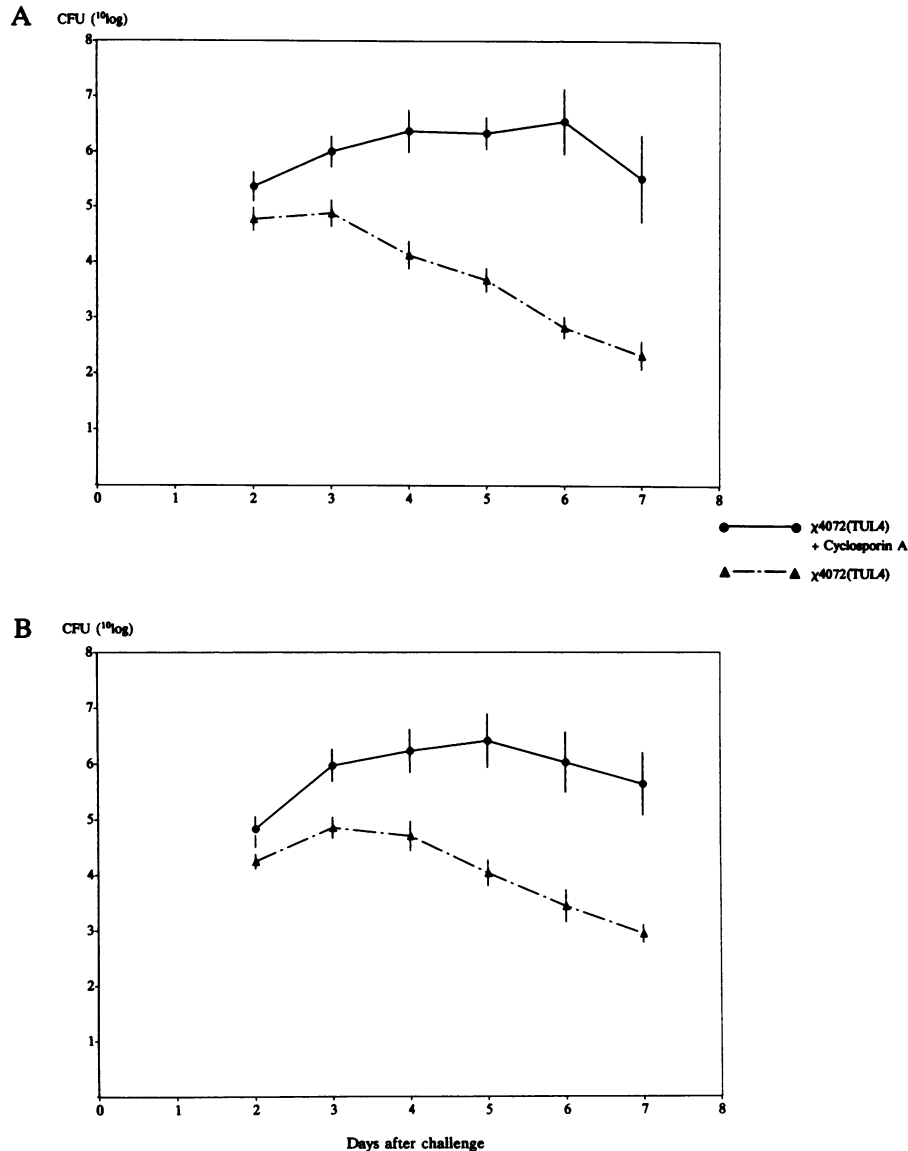 A
CFU (¹⁰log)
8
7
6
5
4
3
2
1
0 1 2 3 4 5 6 7 8
χ4072(TUL4)
+ Cyclosporin A
χ4072(TUL4)
B
CFU (¹⁰log)
8
7
6
5
4
3
2
1
0 1 2 3 4 5 6 7 8
Days after challenge